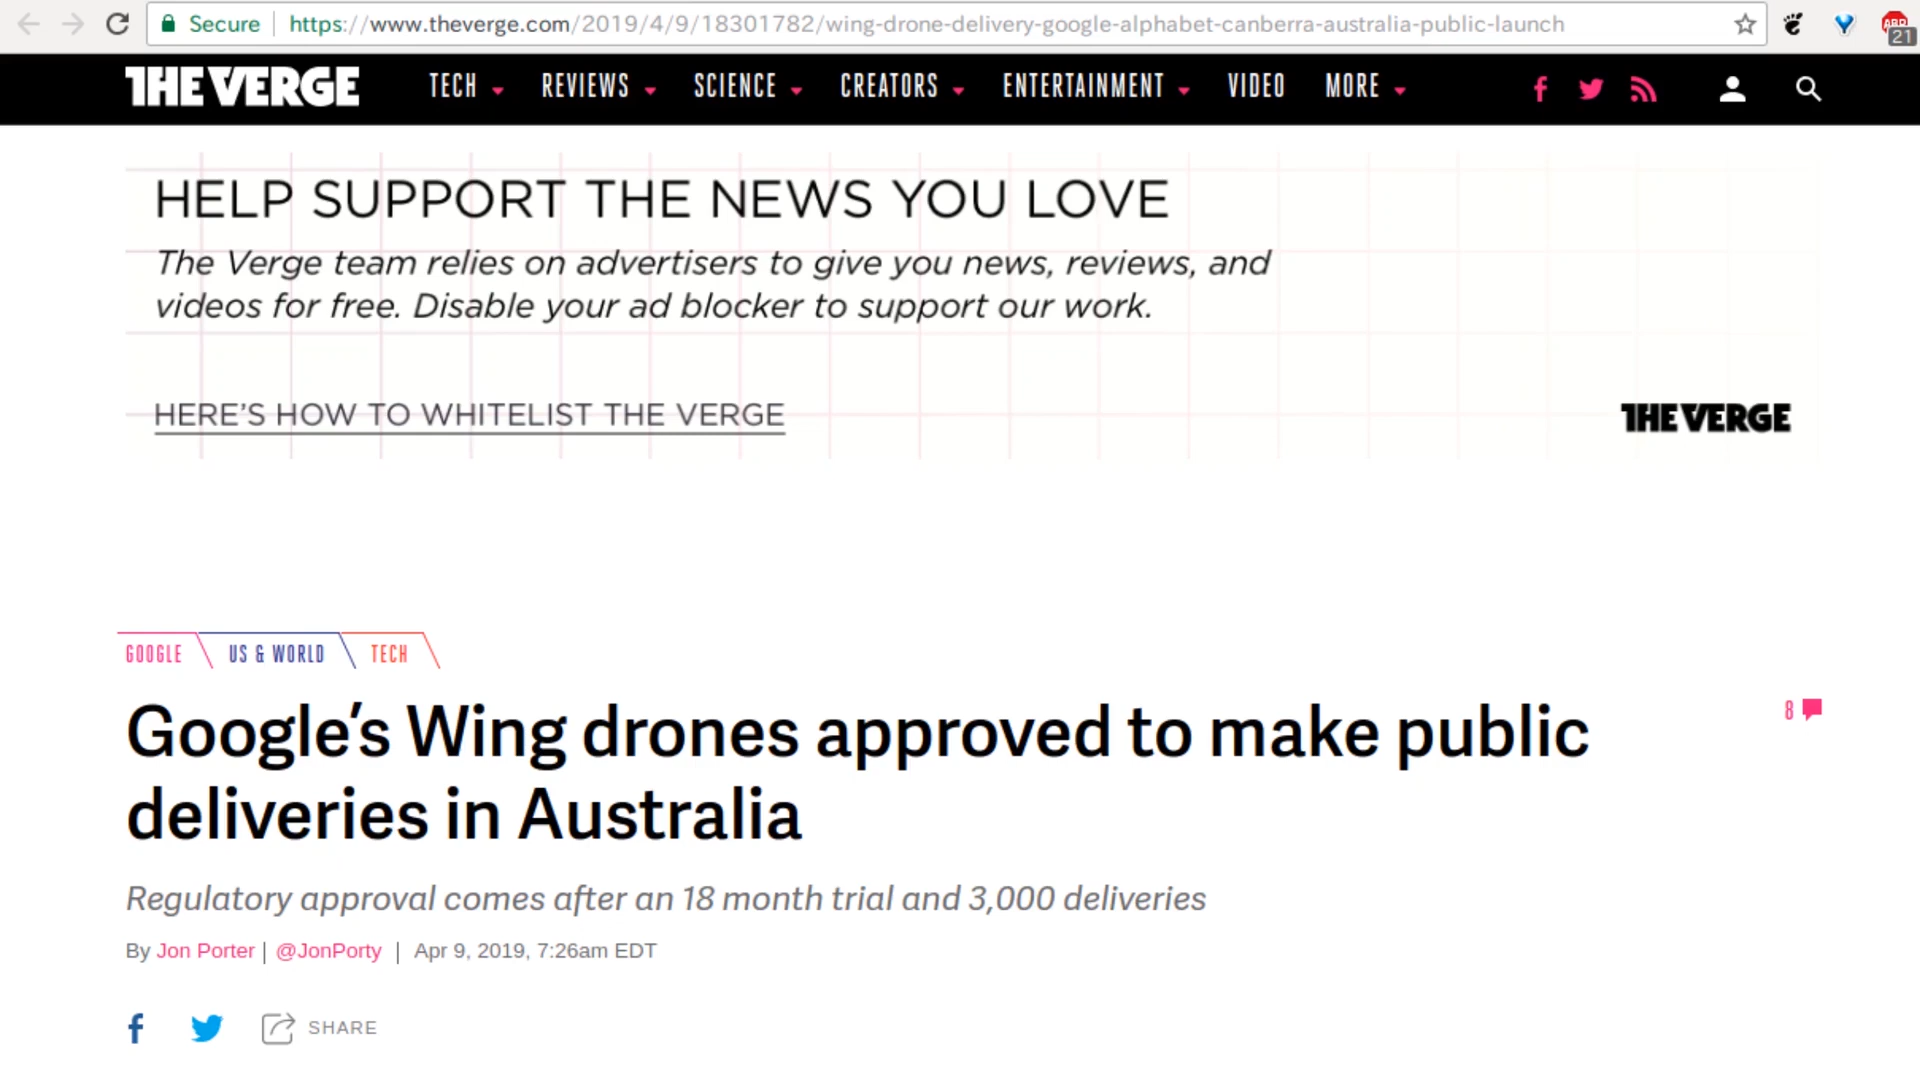 Secure https://www.theverge.com/2019/4/9/18301782/wing-drone-delivery-google-alphabet-canberra-australia-public-launch
ABP
21
THE VERGE TECH REVIEWS SCIENCE CREATORS ENTERTAINMENT VIDEO MORE
HELP SUPPORT THE NEWS YOU LOVE
The Verge team relies on advertisers to give you news, reviews, and
videos for free. Disable your ad blocker to support our work.
HERE'S HOW TO WHITELIST THE VERGE
THE VERGE
GOOGLE US & WORLD TECH
Google's Wing drones approved to make public
deliveries in Australia
8
Regulatory approval comes after an 18 month trial and 3,000 deliveries
By Jon Porter | @JonPorty | Apr 9, 2019, 7:26am EDT
SHARE